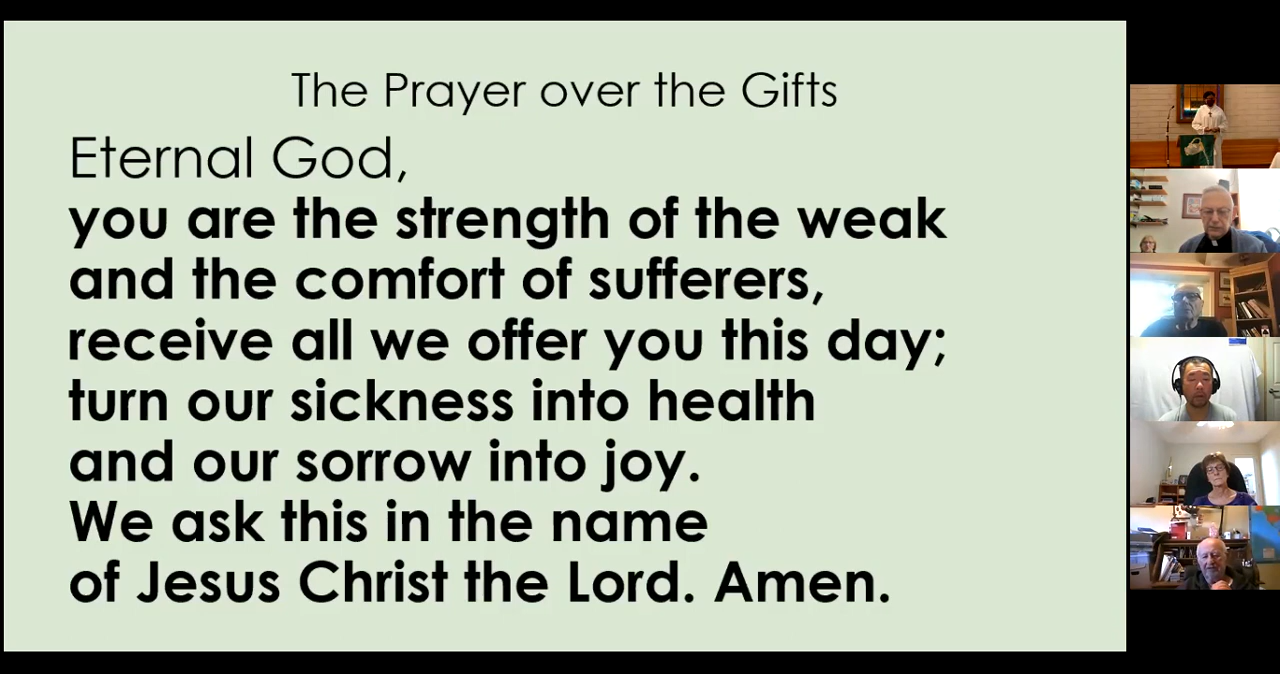 The Prayer over the Gifts
Eternal God,
you are the strength of the weak
and the comfort of sufferers,
receive all we offer you this day;
turn our sickness into health
and our sorrow into joy.
We ask this in the name
of Jesus Christ the Lord. Amen.